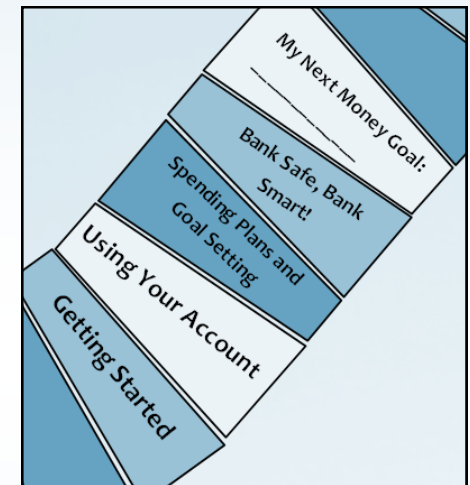 My Next Money Goal:
Bank Safe, Bank
Smart!
Spending Plans and
Goal Setting
Using Your Account
Getting Started